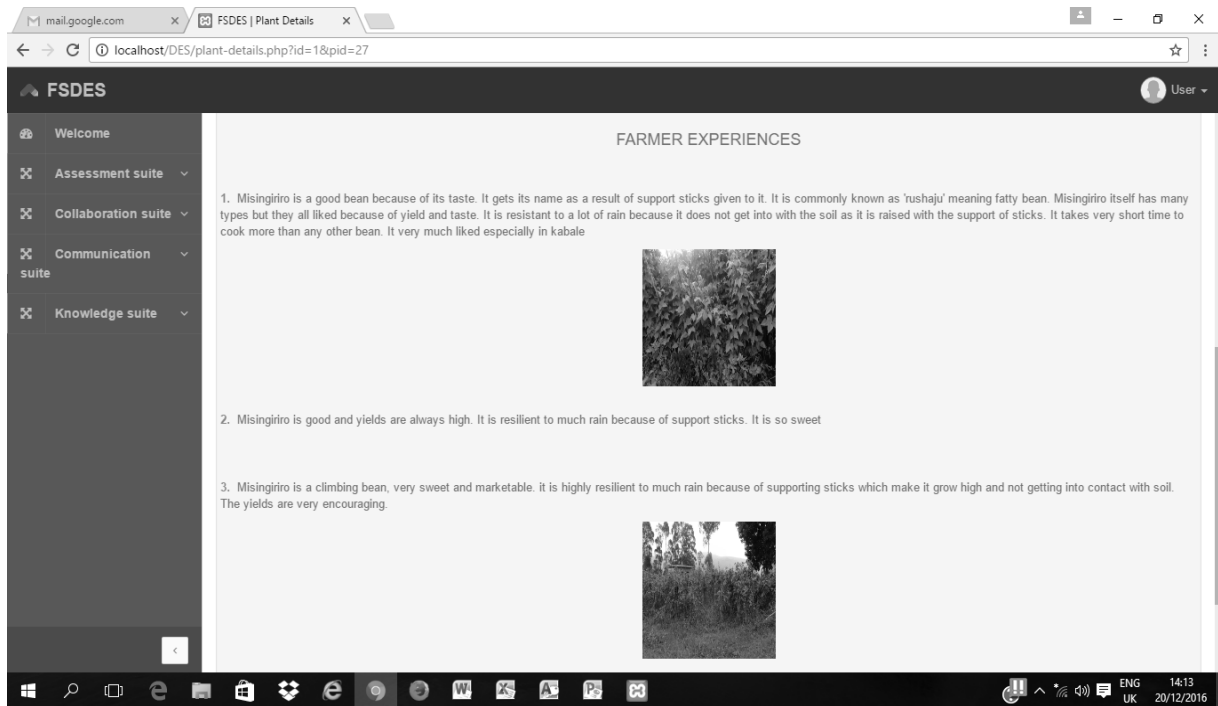 mail.google.com
FSDES | Plant Details
localhost/DES/plant-details.php?id=1&pid=27
FSDES
User
Welcome
Assessment suite
Collaboration suite
Communication
suite
Knowledge suite
FARMER EXPERIENCES
1. Misingiriro is a good bean because of its taste. It gets its name as a result of support sticks given to it. It is commonly known as 'rushaju' meaning fatty bean. Misingiriro itself has many
types but they all liked because of yield and taste. It is resistant to a lot of rain because it does not get into with the soil as it is raised with the support of sticks. It takes very short time to
cook more than any other bean. It very much liked especially in kabale
2. Misingiriro is good and yields are always high. It is resilient to much rain because of support sticks. It is so sweet
3. Misingiriro is a climbing bean, very sweet and marketable. it is highly resilient to much rain because of supporting sticks which make it grow high and not getting into contact with soil.
The yields are very encouraging.
ENG
UK
14:13
20/12/2016